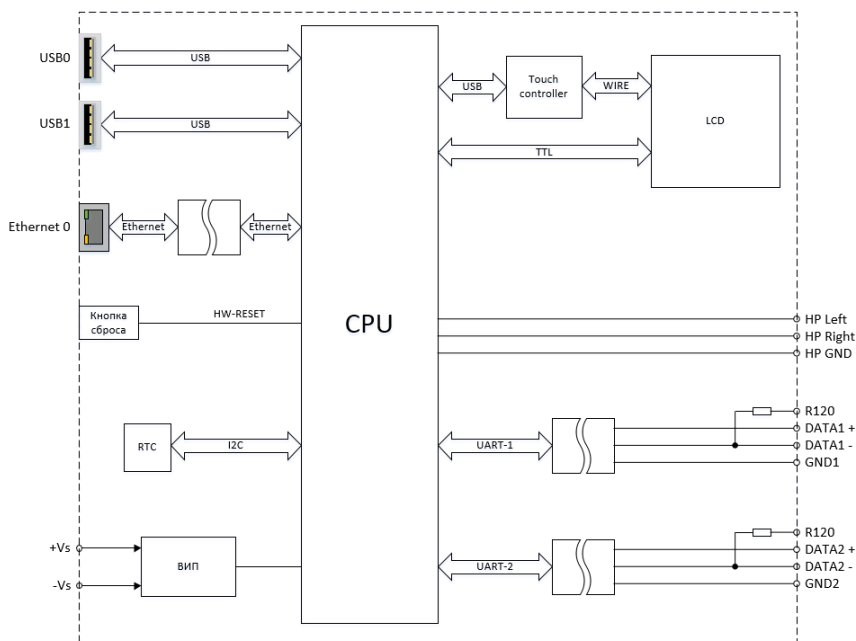 USB0
USB
USB1
USB
Ethernet 0
Ethernet
Ethernet
Кнопка
сброса
HW-RESET
RTC
I2C
+Vs
-Vs
ВИП
CPU
USB
Touch
controller
WIRE
LCD
TTL
HP Left
HP Right
HP GND
UART-1
R120
DATA1 +
DATA1 -
GND1
UART-2
R120
DATA2 +
DATA2 -
GND2